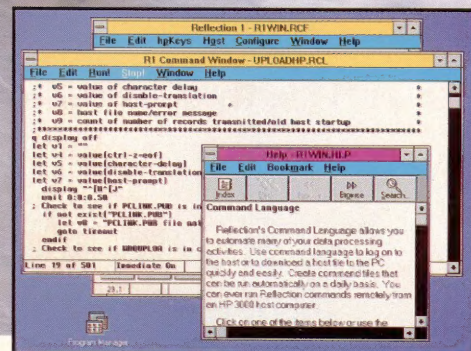 Reflection 1 - R1WIN.RCF
File Edit hpKeys Host Configure Window Help
R1 Command Window - UPLOADHP.RCL
File Edit Run! Stop! Window Help
;* v5 = value of character delay *
;* v6 = value of disable-translation *
;* v7 = value of host-prompt *
;* v8 = host file name/error message *
;* v9 = count of number of records transmitted/old host startup *
q display off
let v1 = ""
let v4 = value[ctrl-z-eof]
let v5 = value[character-delay]
let v6 = value[disable-translation]
let v7 = value[host-prompt]
display "^[H^[J"
wait 0:0:0.50
; Check to see if PCLINK.PUB is in
if not exist("PCLINK.PUB")
let v8 = "PCLINK.PUB file
goto timeout
endif
; Check to see if is in
Line 19 of 501 Immediate On
Help - R1WIN.HLP
File Edit Bookmark Help
Index Browse Search
Command Language
Reflection's Command Language allows you
to automate many of your data processing
activities. Use command language to log on to
the host or to download a host file to the PC
quickly and easily. Create command files that
can be run automatically on a daily basis. You
can even run Reflection commands remotely from
an HP 3000 host computer.
Click on one of the items below or use the
Program Manager